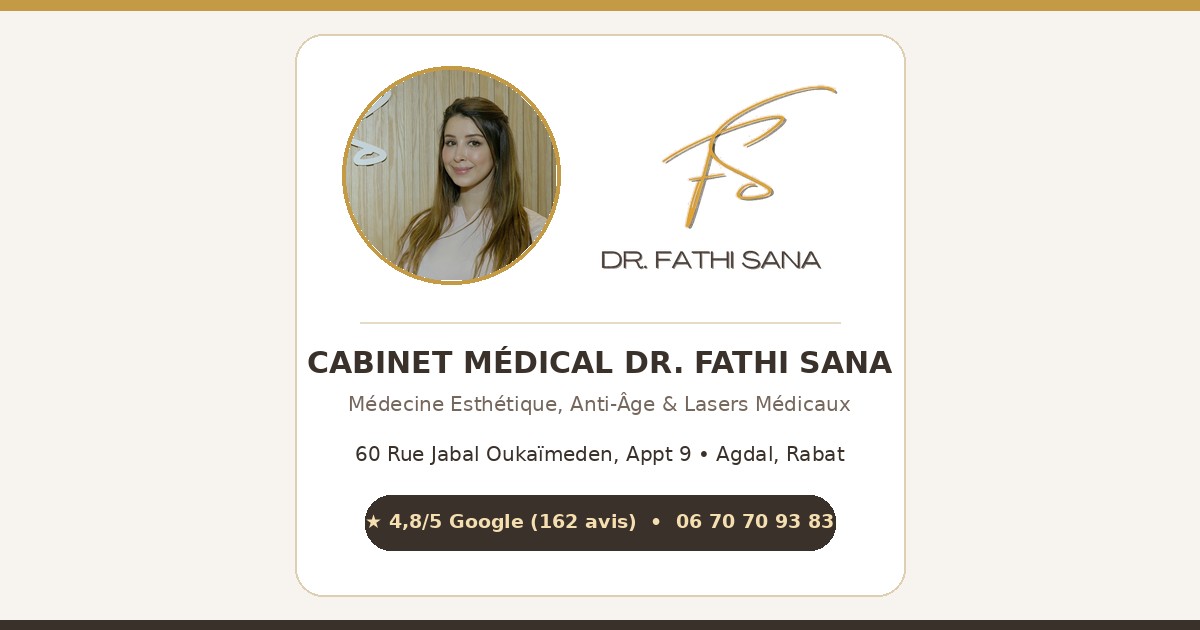 DR. FATHI SANA
CABINET MÉDICAL DR. FATHI SANA
Médecine Esthétique, Anti-Âge & Lasers Médicaux
60 Rue Jabal Oukaïmeden, Appt 9 • Agdal, Rabat
★ 4,8/5 Google (162 avis) • 06 70 70 93 83